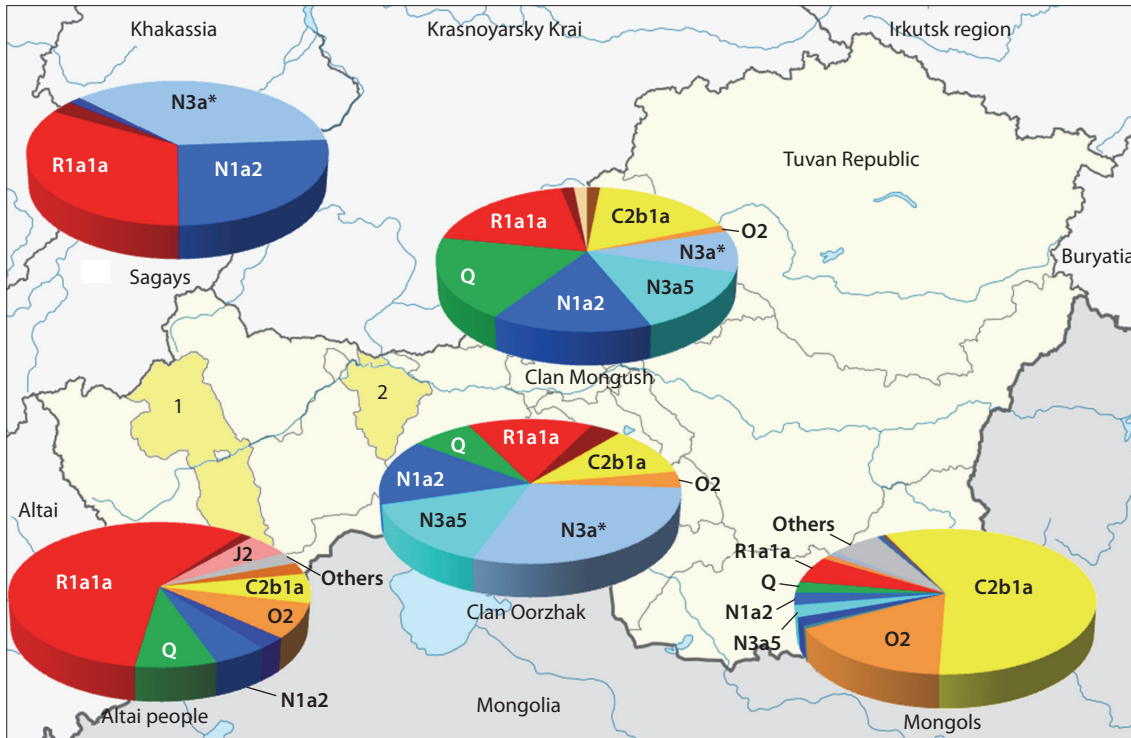 Khakassia
Krasnoyarsky Krai
Irkutsk region
N3a*
R1a1a
N1a2
Sagays
Tuvan Republic
R1a1a
C2b1a
O2
N3a*
Q
N3a5
N1a2
Clan Mongush
Buryatia
1
2
R1a1a
Q
C2b1a
N1a2
O2
N3a5
N3a*
Clan Oorzhak
Altai
J2
Others
R1a1a
C2b1a
O2
Q
N1a2
Altai people
Mongolia
Others
R1a1a
Q
C2b1a
N1a2
N3a5
O2
Mongols